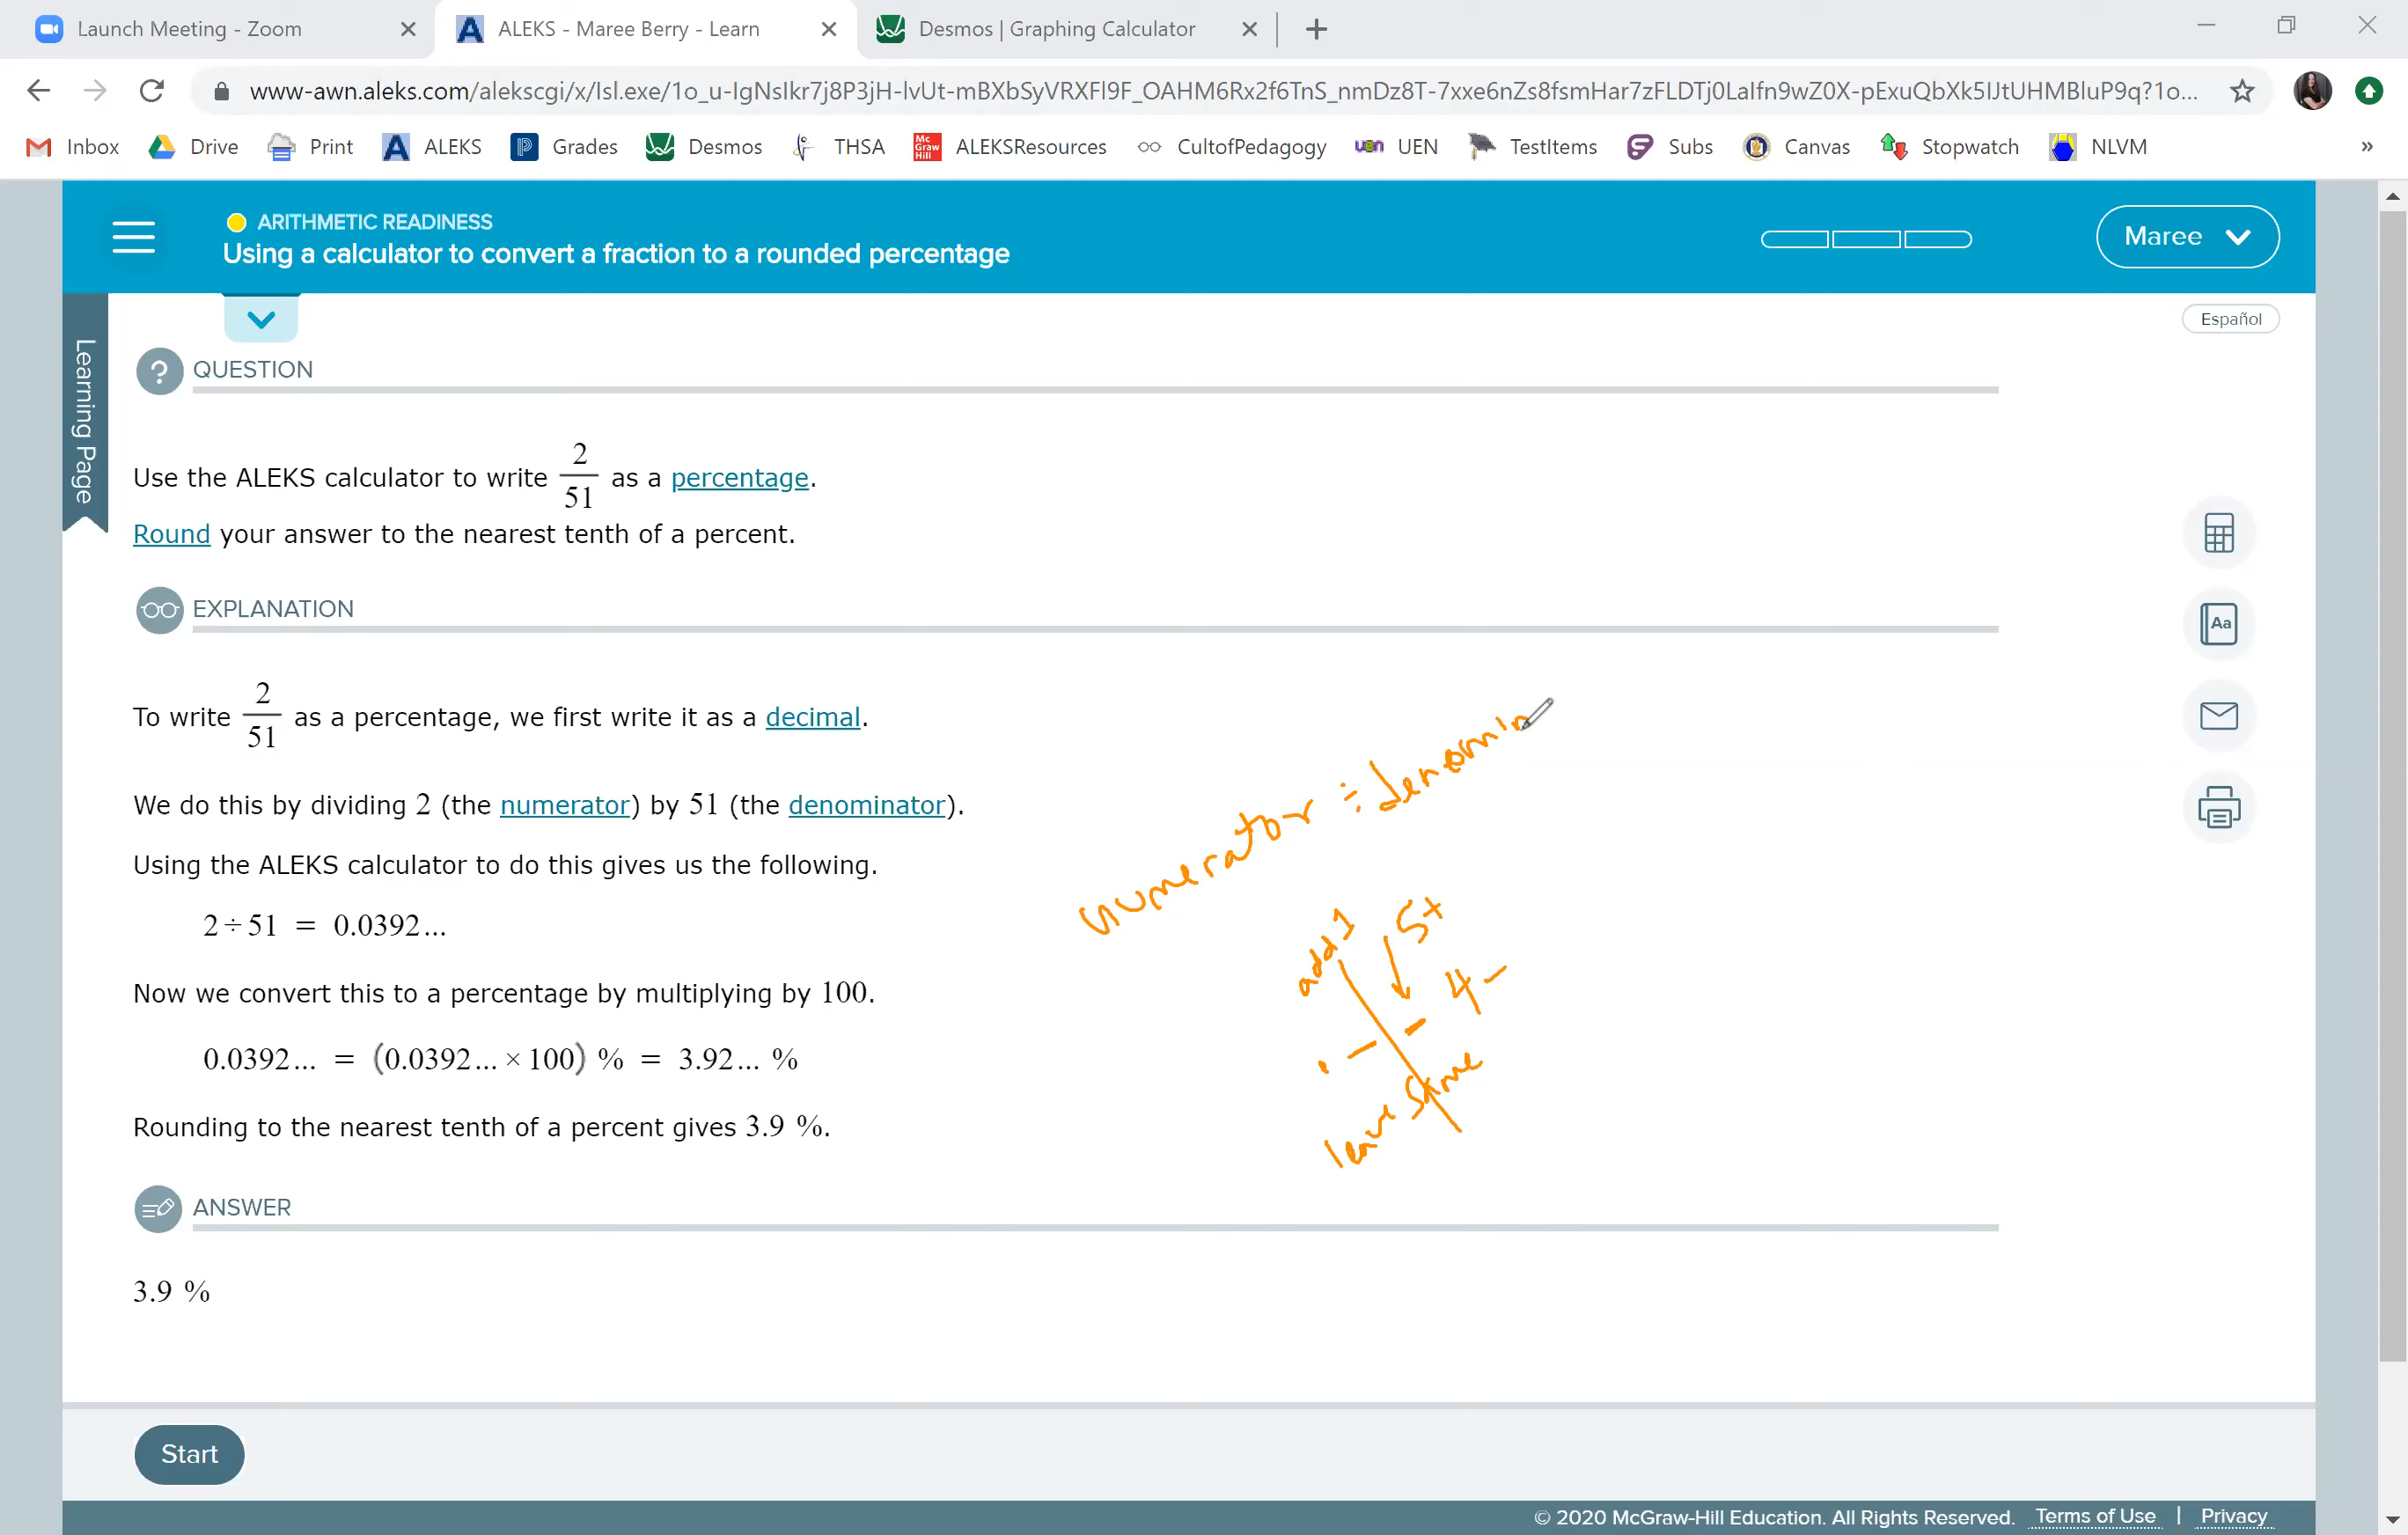 Launch Meeting - Zoom
ALEKS - Maree Berry - Learn
Desmos | Graphing Calculator
www-awn.aleks.com/alekscgi/x/Isl.exe/1o_u-IgNsIkr7j8P3jH-lvUt-mBXbSyVRXFl9F_OAHM6Rx2f6TnS_nmDz8T-7xxe6nZs8fsmHar7zFLDTj0LaIfn9wZ0X-pExuQbXk5IJtUHMBluP9q?1o...
Inbox Drive Print ALEKS Grades Desmos THSA Mc Graw Hill ALEKSResources CultofPedagogy uen UEN TestItems Subs Canvas Stopwatch NLVM »
ARITHMETIC READINESS
Using a calculator to convert a fraction to a rounded percentage
Maree
Learning Page
Español
? QUESTION
Use the ALEKS calculator to write 2/51 as a percentage.
Round your answer to the nearest tenth of a percent.
EXPLANATION
To write 2/51 as a percentage, we first write it as a decimal.
We do this by dividing 2 (the numerator) by 51 (the denominator).
Using the ALEKS calculator to do this gives us the following.
2 ÷ 51 = 0.0392...
Now we convert this to a percentage by multiplying by 100.
0.0392... = (0.0392... × 100) % = 3.92... %
Rounding to the nearest tenth of a percent gives 3.9 %.
numerator ÷ denomin
add 1
5+
4-
leave same
Aa
ANSWER
3.9 %
Start
© 2020 McGraw-Hill Education. All Rights Reserved. Terms of Use | Privacy